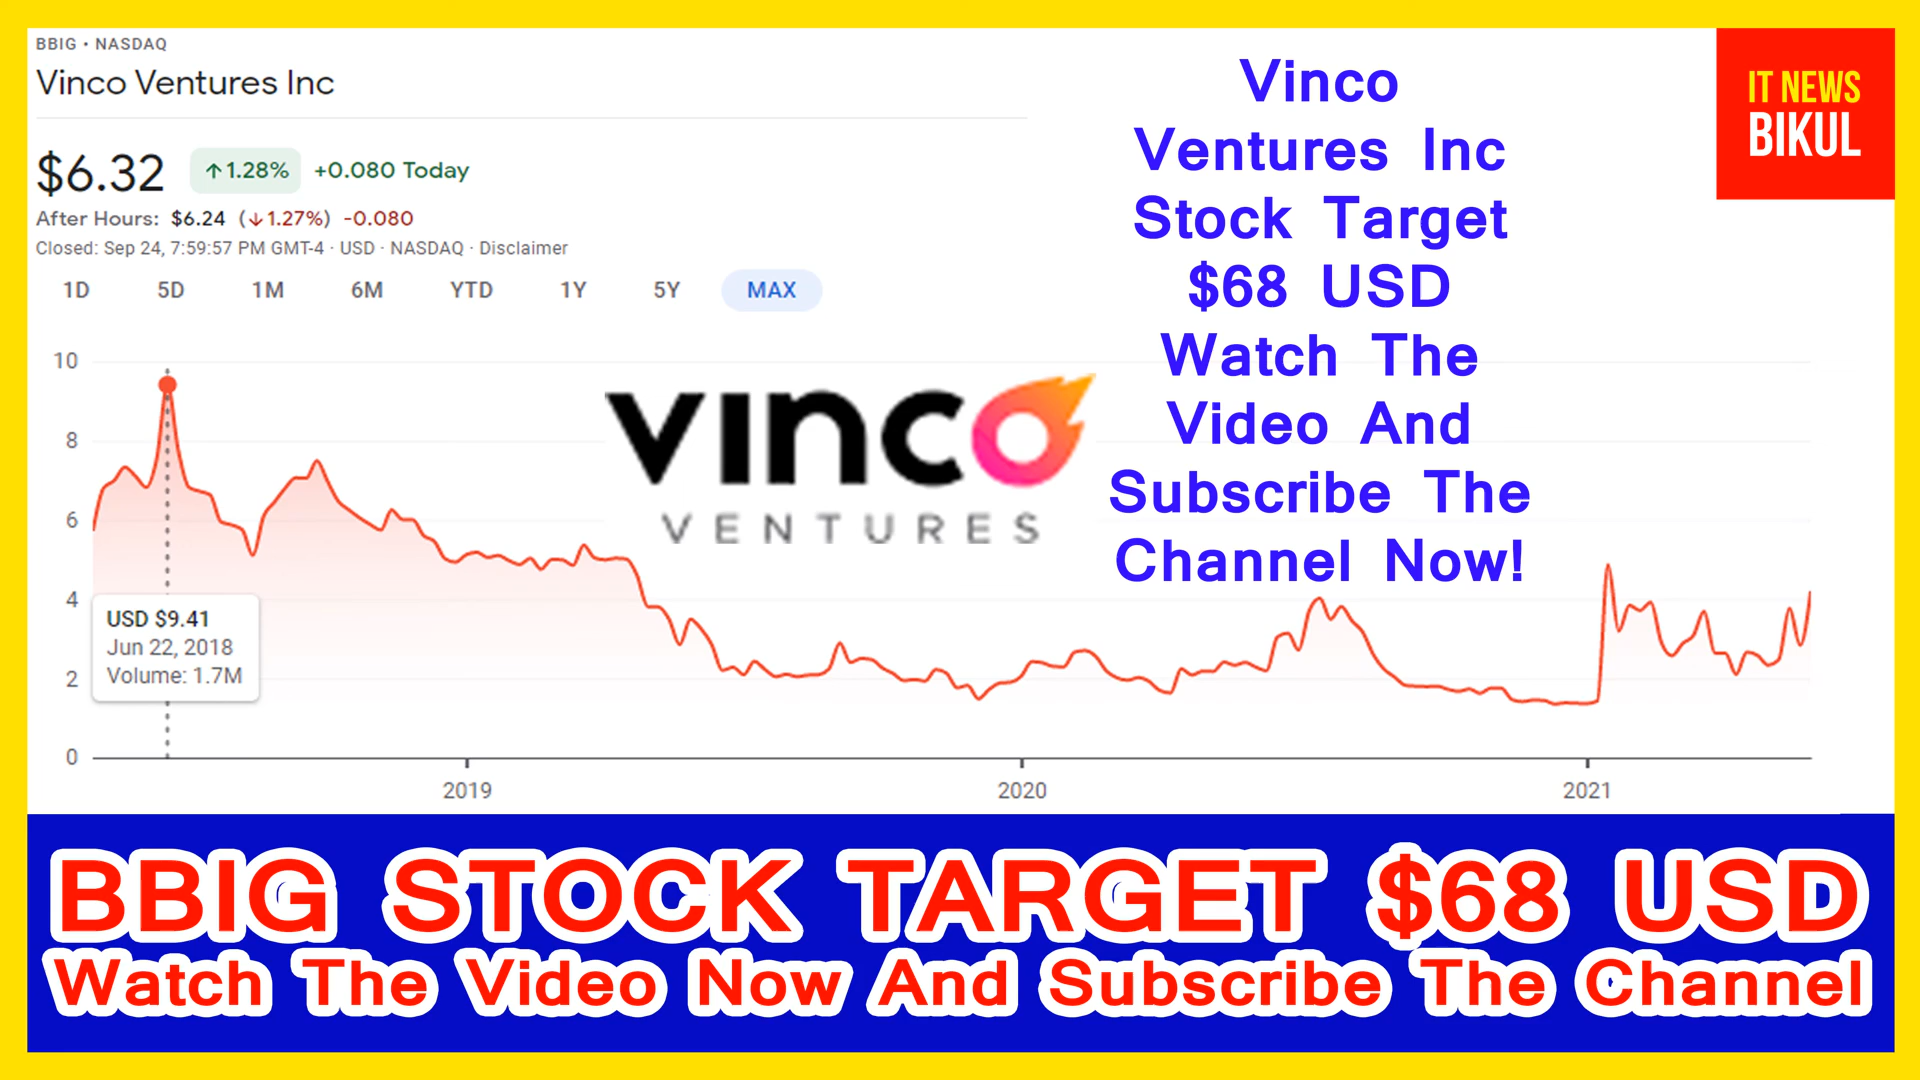 BBIG • NASDAQ
Vinco Ventures Inc
$6.32 ↑1.28% +0.080 Today
After Hours: $6.24 (↓1.27%) -0.080
Closed: Sep 24, 7:59:57 PM GMT-4 · USD · NASDAQ · Disclaimer
1D 5D 1M 6M YTD 1Y 5Y MAX
Vinco
Ventures Inc
Stock Target
$68 USD
Watch The
Video And
Subscribe The
Channel Now!
IT NEWS
BIKUL
vinco
VENTURES
10
8
6
4
2
0
USD $9.41
Jun 22, 2018
Volume: 1.7M
2019 2020 2021
BBIG STOCK TARGET $68 USD
Watch The Video Now And Subscribe The Channel